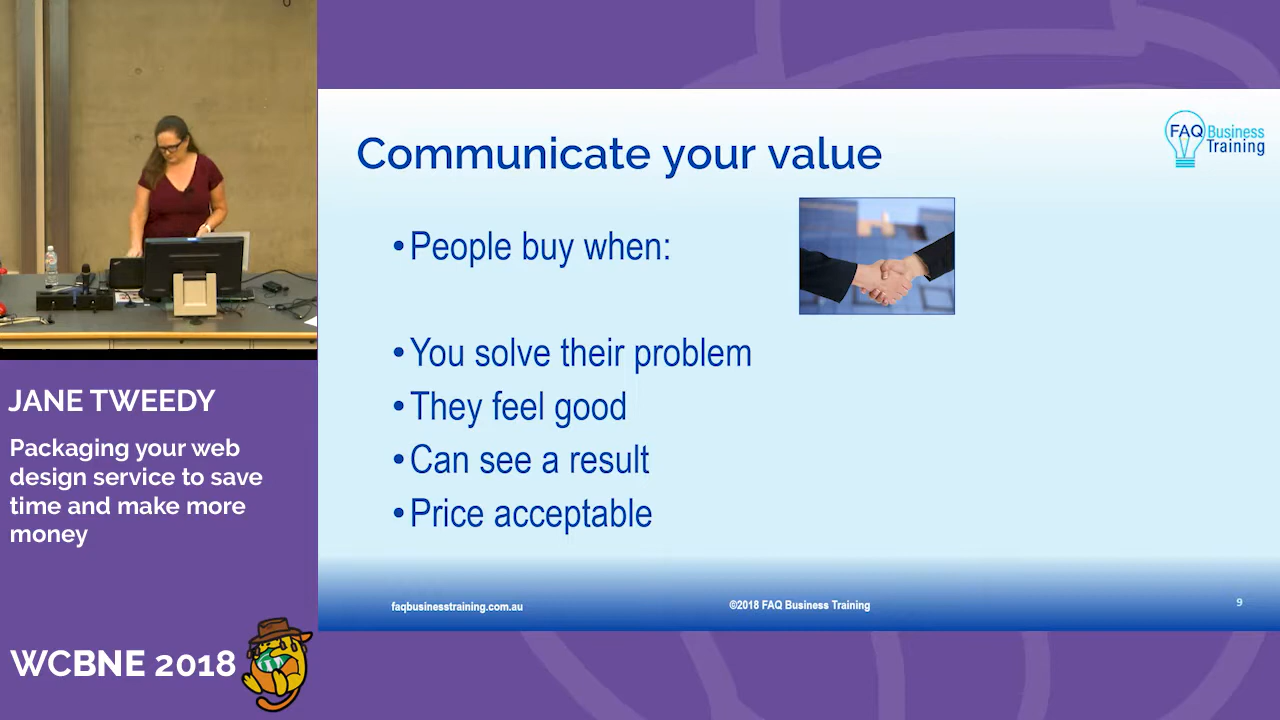 JANE TWEEDY
Packaging your web
design service to save
time and make more
money
WCBNE 2018
Communicate your value
FAQ Business
Training
•People buy when:
•You solve their problem
•They feel good
•Can see a result
•Price acceptable
faqbusinesstraining.com.au
©2018 FAQ Business Training
9